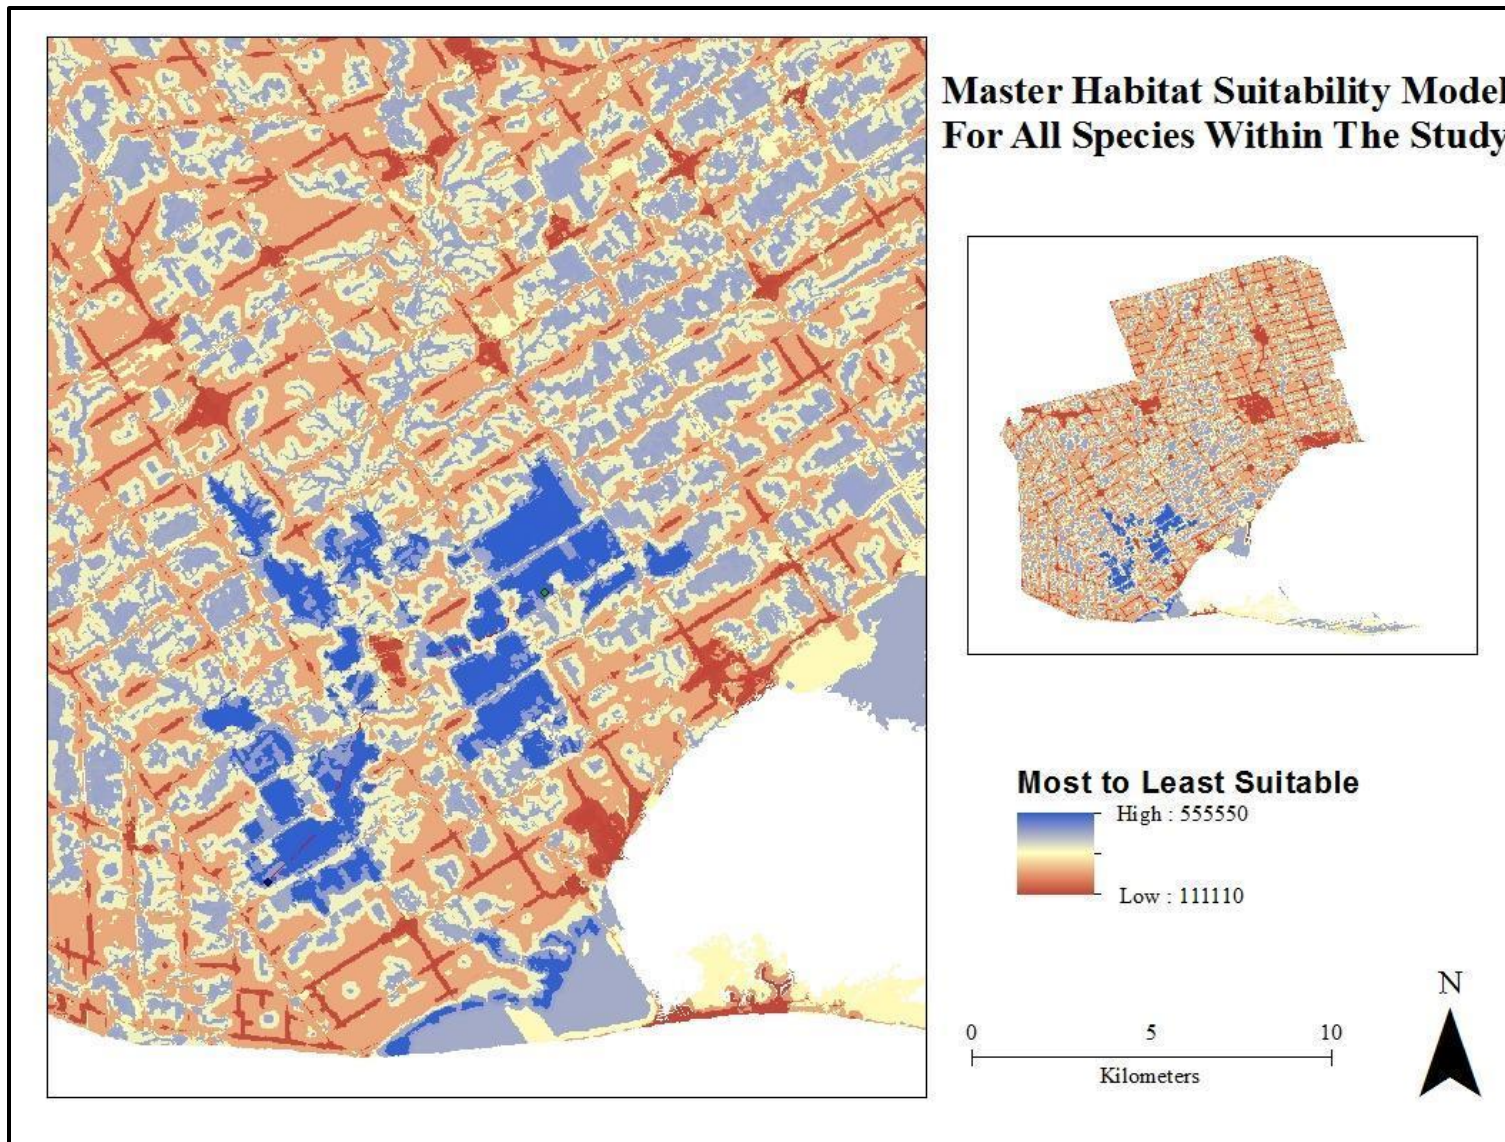 Master Habitat Suitability Model
For All Species Within The Study
Most to Least Suitable
High : 555550
Low : 111110
N
0 5 10
Kilometers